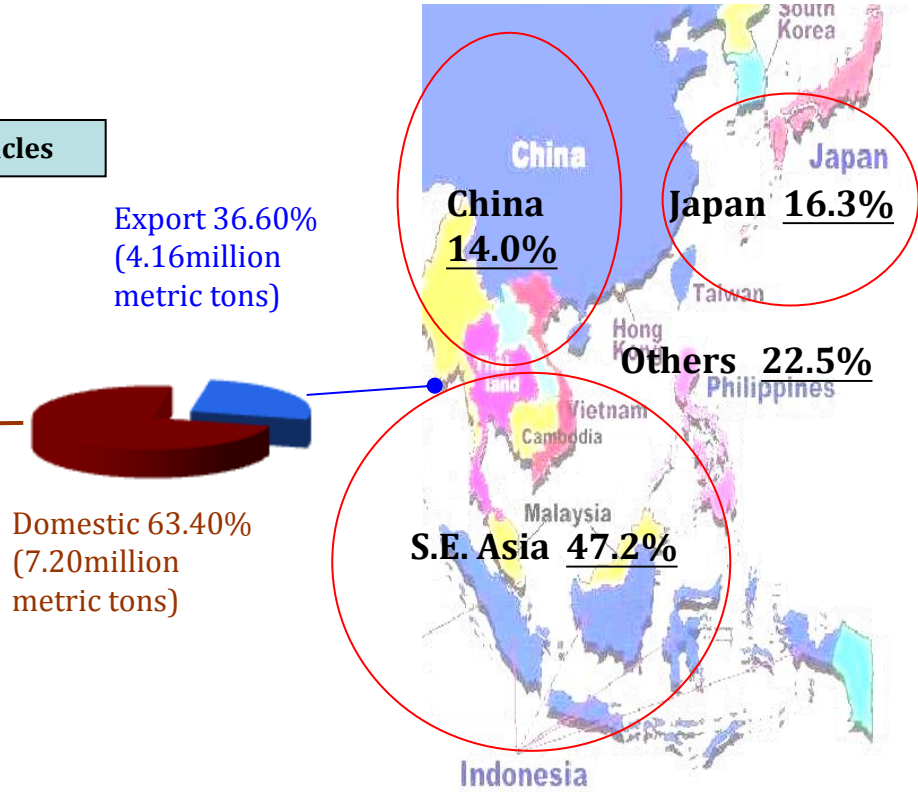 South
Korea
cles
China
Japan
Export 36.60%
(4.16million
metric tons)
China
14.0%
Japan 16.3%
Taiwan
Hong
Others 22.5%
land
Philippines
Vietnam
Cambodia
Domestic 63.40%
(7.20million
metric tons)
Malaysia
S.E. Asia 47.2%
Indonesia